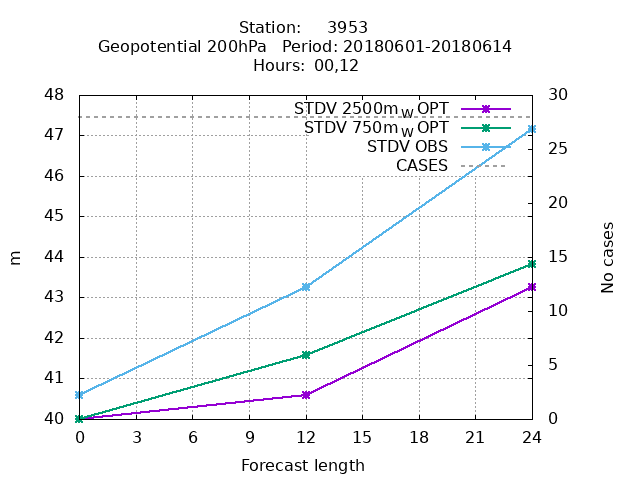 Station: 3953
Geopotential 200hPa Period: 20180601-20180614
Hours: 00,12
48
47
46
45
44
43
42
41
40
m
30
25
20
15
10
5
0
No cases
STDV 2500m_W OPT
STDV 750m_W OPT
STDV OBS
CASES
0 3 6 9 12 15 18 21 24
Forecast length